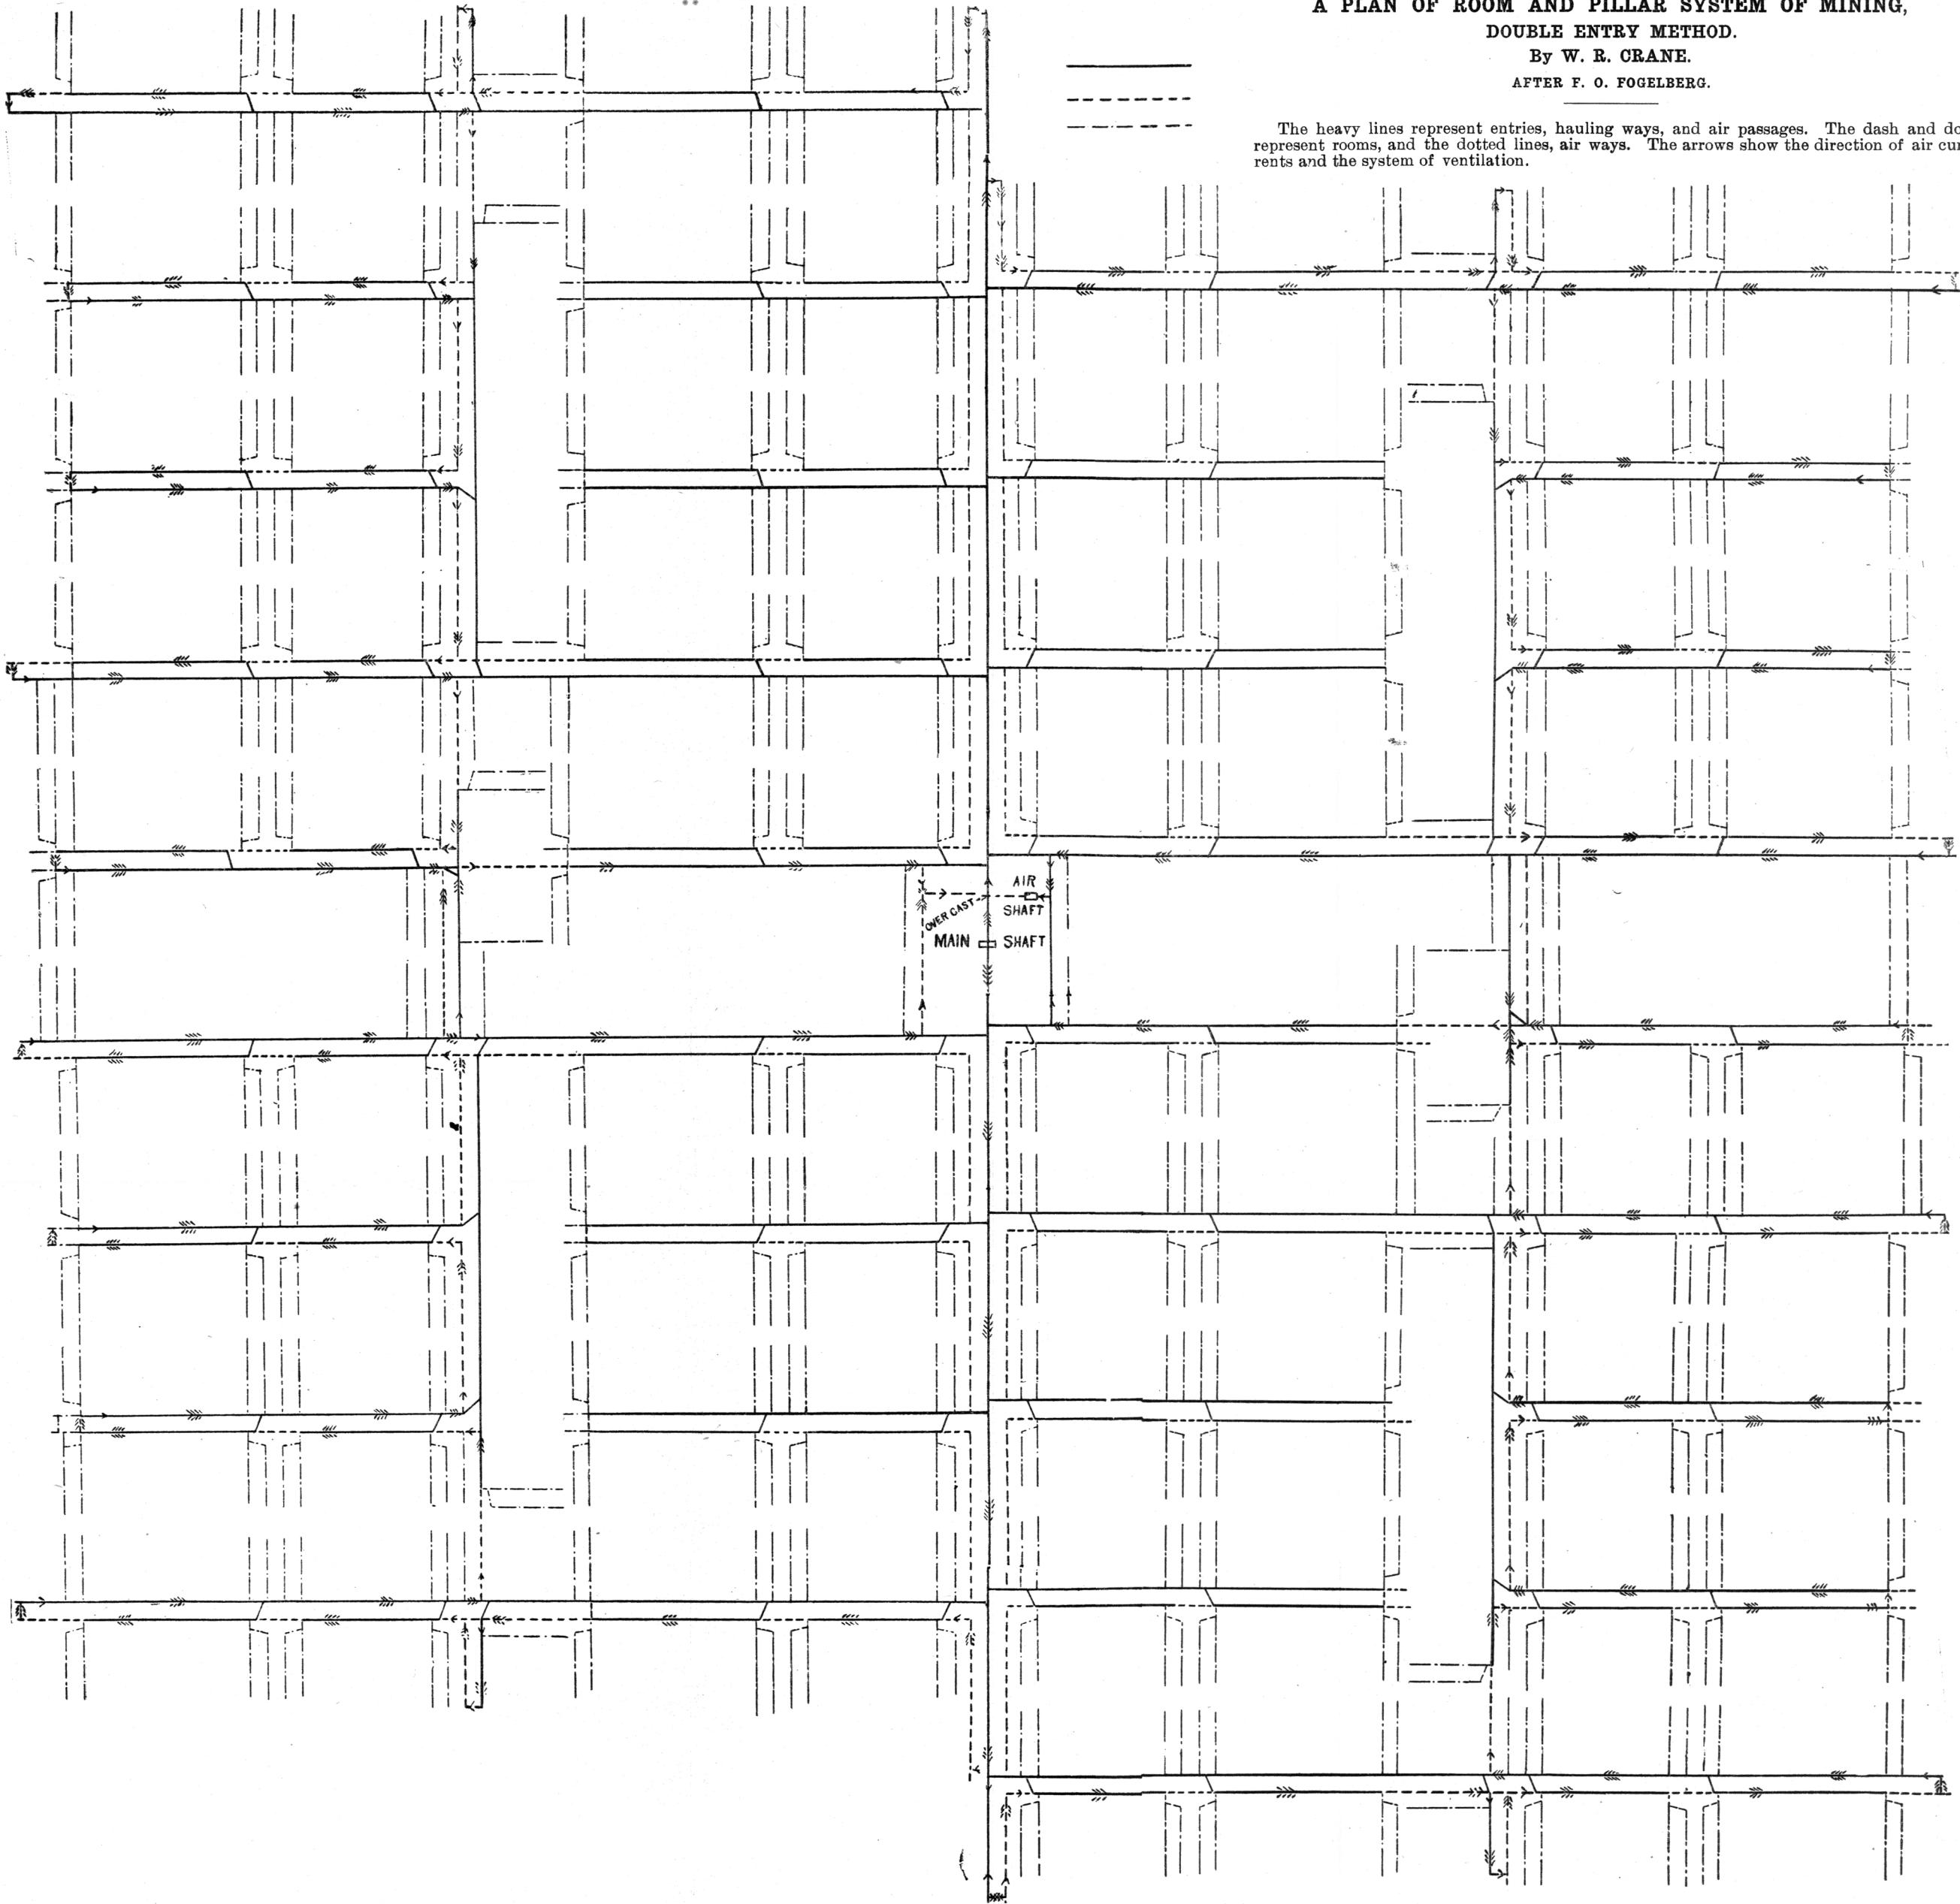 A PLAN OF ROOM AND PILLAR SYSTEM OF MINING,
DOUBLE ENTRY METHOD.
By W. R. CRANE.
AFTER F. O. FOGELBERG.
The heavy lines represent entries, hauling ways, and air passages. The dash and do
represent rooms, and the dotted lines, air ways. The arrows show the direction of air cur
rents and the system of ventilation.
AIR
SHAFT
OVER CAST
MAIN SHAFT